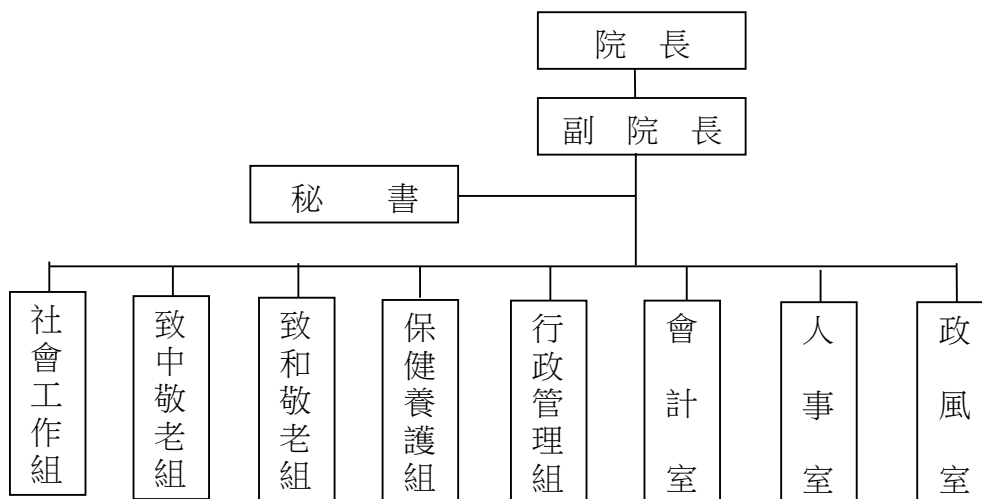 院長
副院長
秘書
社會工作組
致中敬老組
致和敬老組
保健養護組
行政管理組
會計室
人事室
政風室